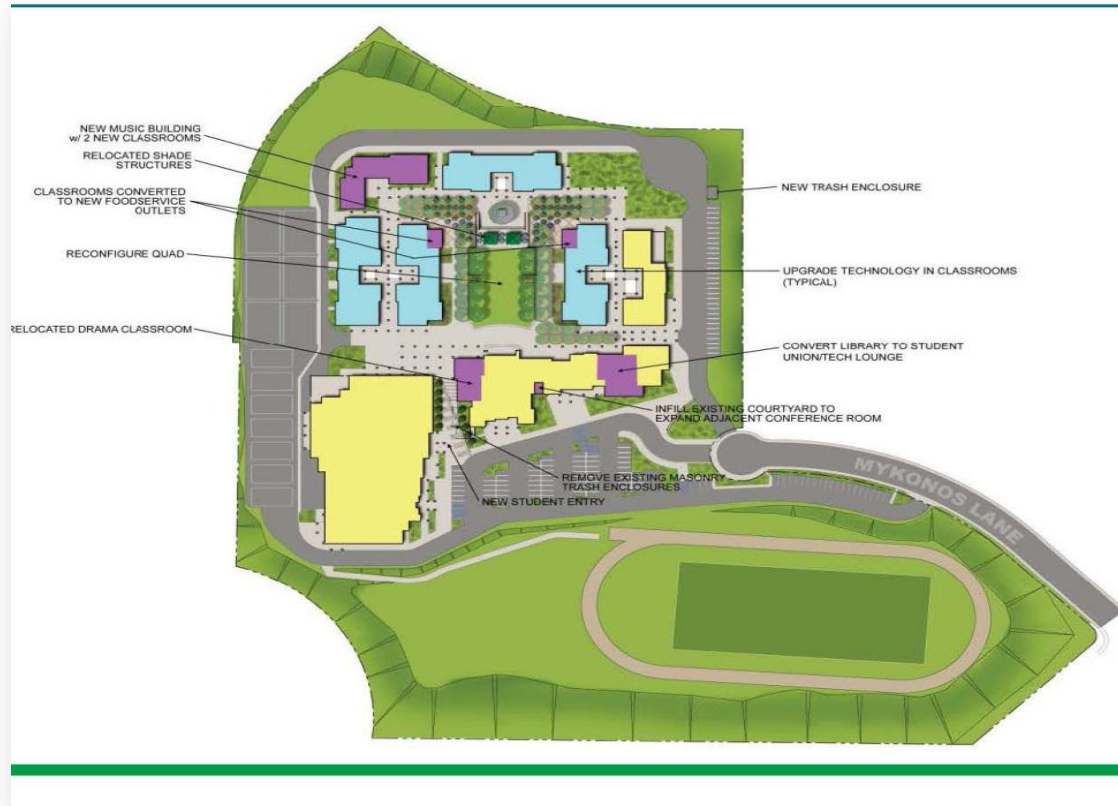 NEW MUSIC BUILDING
w/ 2 NEW CLASSROOMS
RELOCATED SHADE
STRUCTURES
CLASSROOMS CONVERTED
TO NEW FOODSERVICE
OUTLETS
RECONFIGURE QUAD
RELOCATED DRAMA CLASSROOM
NEW TRASH ENCLOSURE
UPGRADE TECHNOLOGY IN CLASSROOMS
(TYPICAL)
CONVERT LIBRARY TO STUDENT
UNION/TECH LOUNGE
INFILL EXISTING COURTYARD TO
EXPAND ADJACENT CONFERENCE ROOM
REMOVE EXISTING MASONRY
TRASH ENCLOSURES
NEW STUDENT ENTRY
MYKONOS LANE